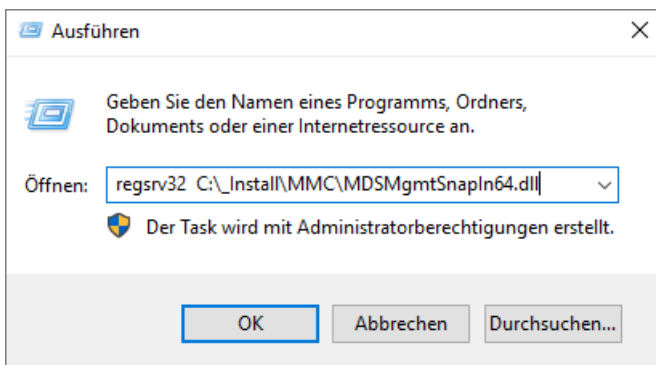 Ausführen
Geben Sie den Namen eines Programms, Ordners,
Dokuments oder einer Internetressource an.
Öffnen: regsrv32  C:\_Install\MMC\MDSMgmtSnapIn64.dll
Der Task wird mit Administratorberechtigungen erstellt.
OK Abbrechen Durchsuchen...